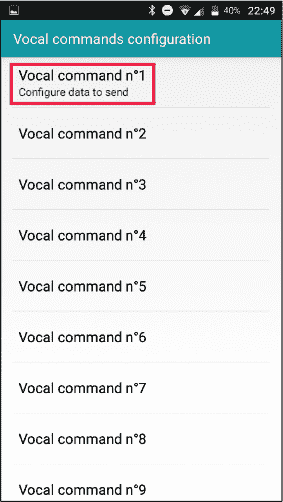 40% 22:49
Vocal commands configuration
Vocal command n°1
Configure data to send
Vocal command n°2
Vocal command n°3
Vocal command n°4
Vocal command n°5
Vocal command n°6
Vocal command n°7
Vocal command n°8
Vocal command n°9